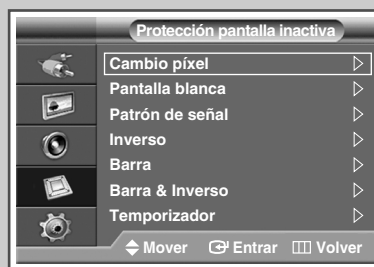 Protección pantalla inactiva
Cambio píxel
Pantalla blanca
Patrón de señal
Inverso
Barra
Barra & Inverso
Temporizador
Mover Entrar Volver